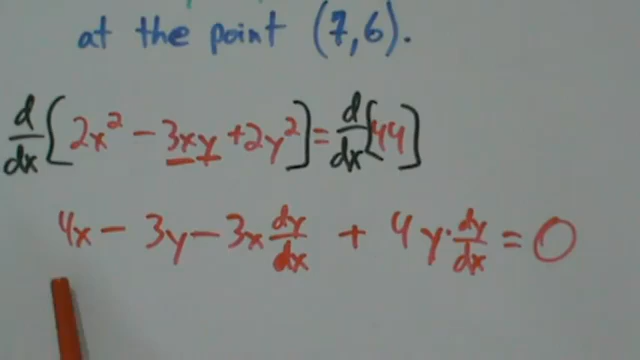 at the point (7,6).
d/dx[2x² - 3xy + 2y²] = d/dx[44]
4x - 3y - 3x dy/dx + 4y · dy/dx = 0